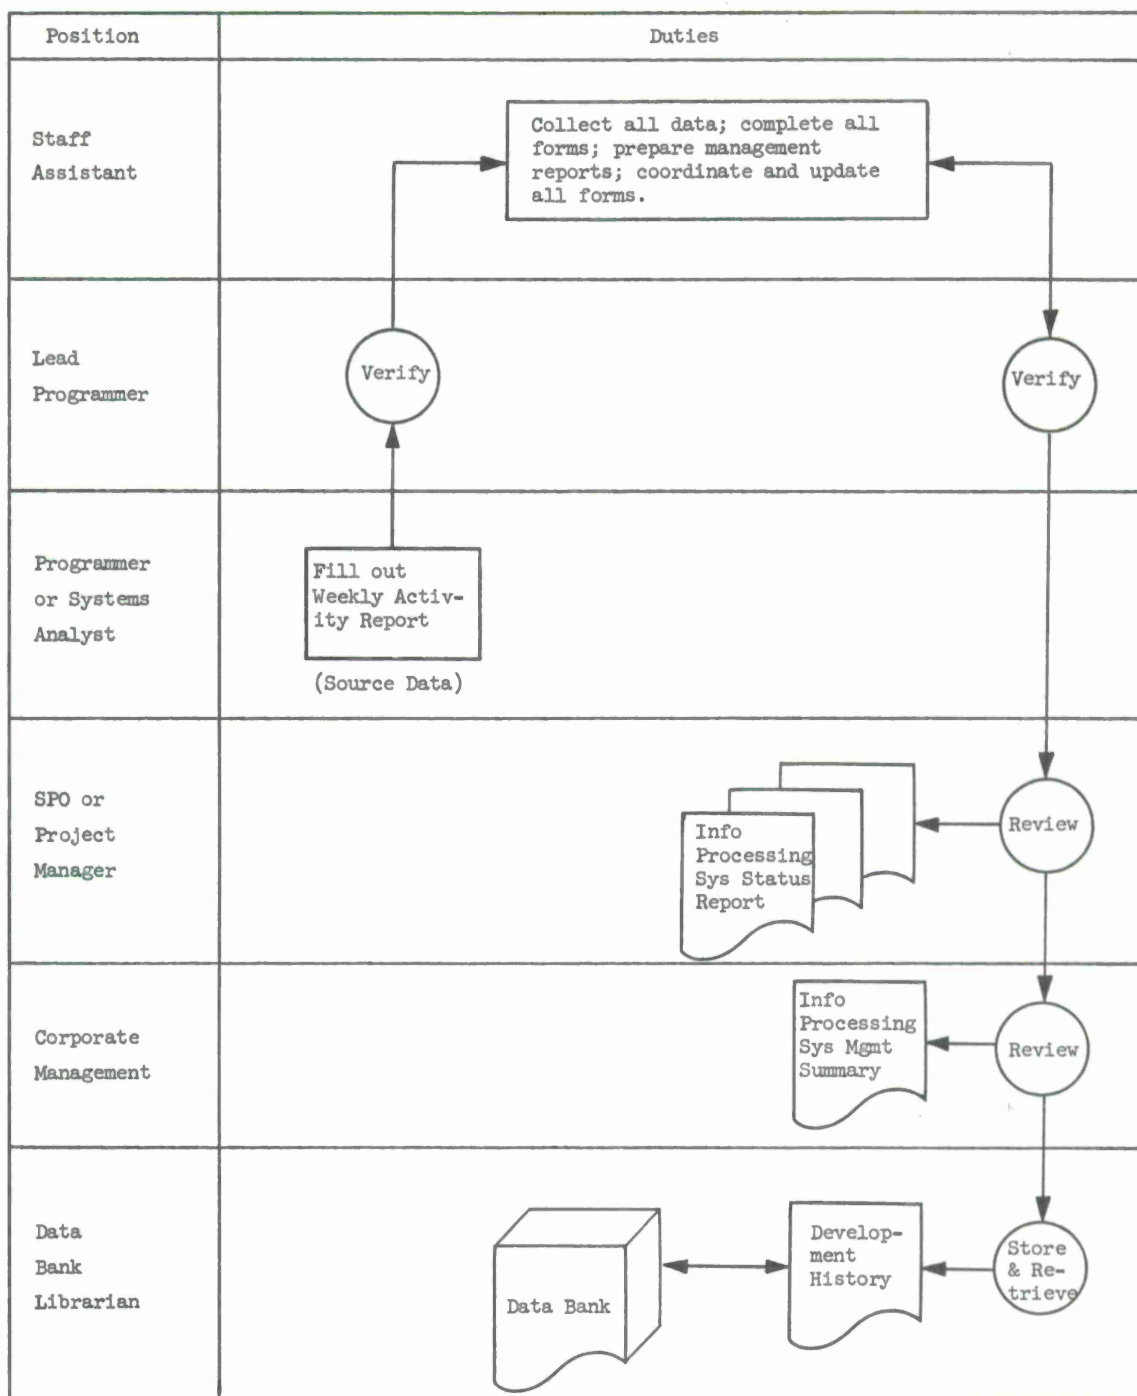 Position
Duties
Staff
Assistant
Collect all data; complete all
forms; prepare management
reports; coordinate and update
all forms.
Lead
Programmer
Verify
Verify
Programmer
or Systems
Analyst
Fill out
Weekly Activ-
ity Report
(Source Data)
SPO or
Project
Manager
Info
Processing
Sys Status
Report
Review
Corporate
Management
Info
Processing
Sys Mgmt
Summary
Review
Data
Bank
Librarian
Data Bank
Develop-
ment
History
Store
& Re-
trieve